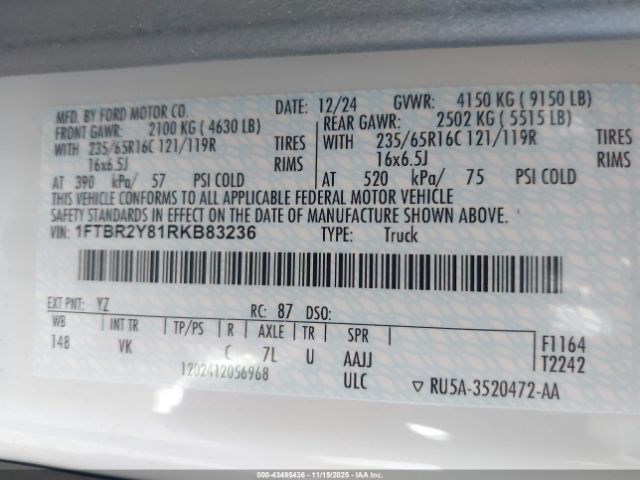 MFD. BY FORD MOTOR CO. DATE: 12/24 GVWR: 4150 KG ( 9150 LB)
FRONT GAWR: 2100 KG ( 4630 LB) REAR GAWR: 2502 KG ( 5515 LB)
WITH 235/65R16C 121/119R TIRES WITH 235/65R16C 121/119R TIRES
16x6.5J RIMS 16x6.5J RIMS
AT 390 kPa/ 57 PSI COLD AT 520 kPa/ 75 PSI COLD
THIS VEHICLE CONFORMS TO ALL APPLICABLE FEDERAL MOTOR VEHICLE
SAFETY STANDARDS IN EFFECT ON THE DATE OF MANUFACTURE SHOWN ABOVE.
VIN: 1FTBR2Y81RKB83236 TYPE: Truck
EXT PNT: YZ RC: 87 DSO:
WB INT TR TP/PS R AXLE TR SPR F1164
148 VK C 7L U AAJJ T2242
1202412056968 ULC ▽ RU5A-3520472-AA
000-43495436 - 11/19/2025 - IAAI.com